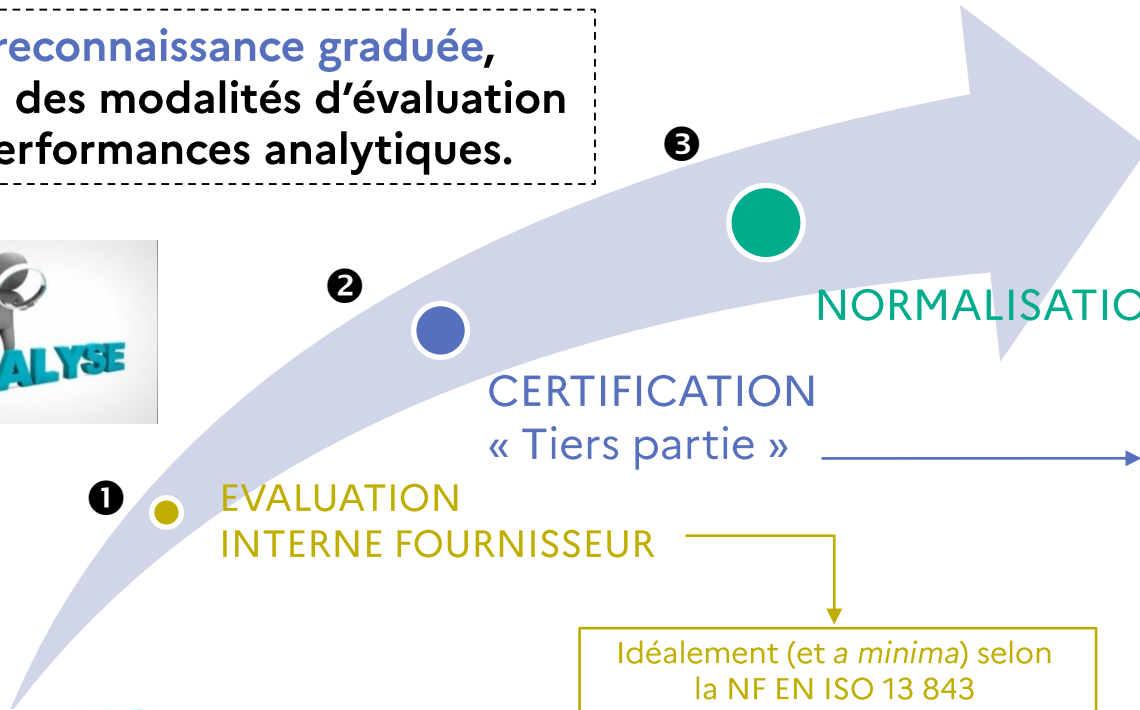 reconnaissance graduée,
des modalités d'évaluation
erformances analytiques.
❸
❷
NORMALISATIO
ALYSE
CERTIFICATION
« Tiers partie »
❶
EVALUATION
INTERNE FOURNISSEUR
Idéalement (et a minima) selon
la NF EN ISO 13 843